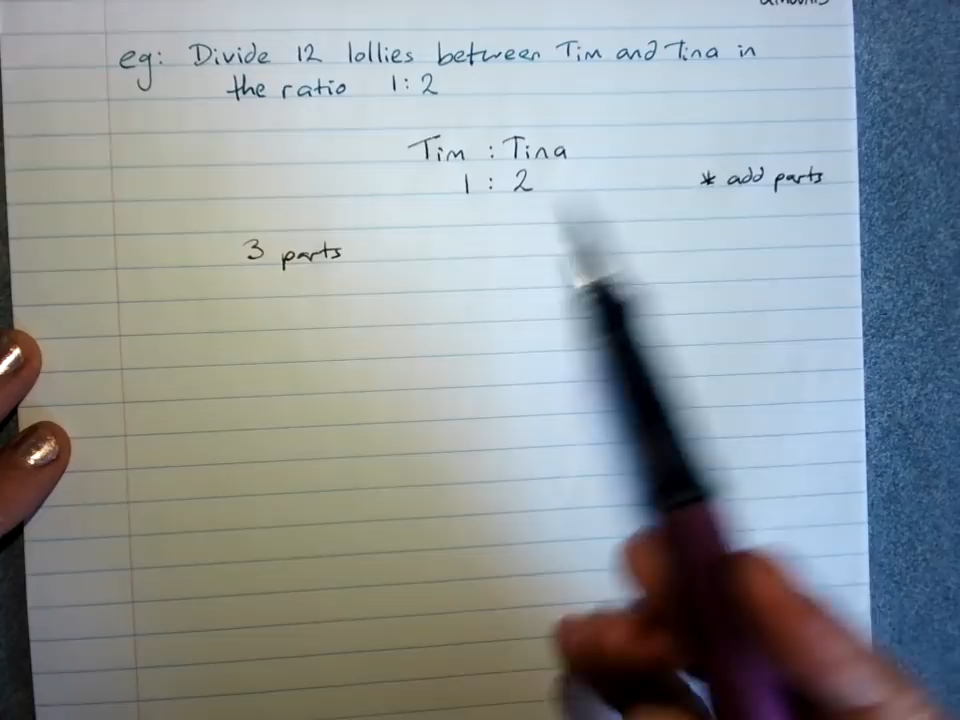 eg: Divide 12 lollies between Tim and Tina in
the ratio 1:2
Tim : Tina
1 : 2
* add parts
3 parts